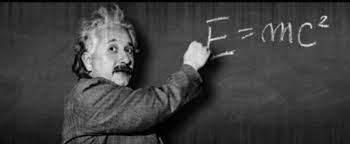 E = mc²